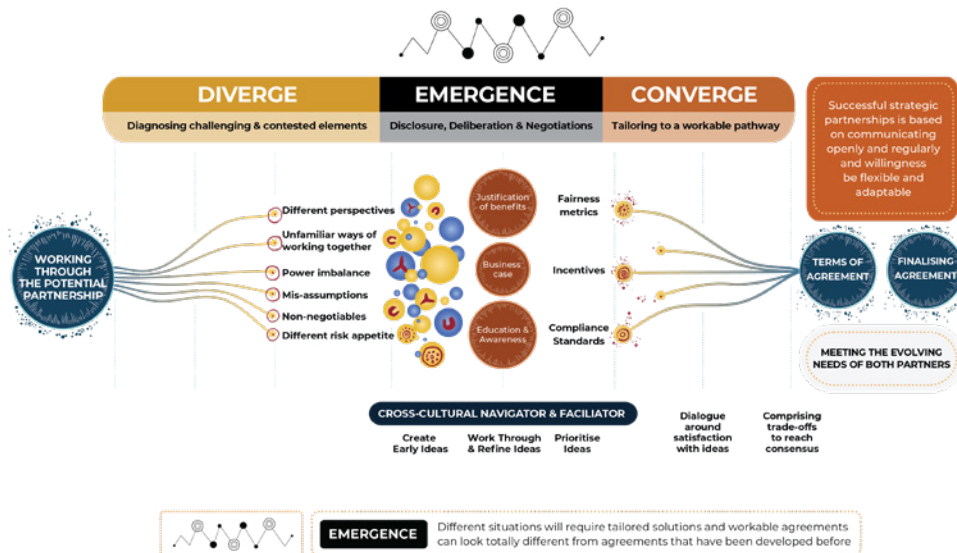 DIVERGE
Diagnosing challenging & contested elements
EMERGENCE
Disclosure, Deliberation & Negotiations
CONVERGE
Tailoring to a workable pathway
Successful strategic
partnerships is based
on communicating
openly and regularly
and willingness
be flexible and
adaptable
WORKING
THROUGH
THE POTENTIAL
PARTNERSHIP
Different perspectives
Unfamiliar ways of
working together
Power imbalance
Mis-assumptions
Non-negotiables
Different risk appetite
Justification
of benefits
Business
case
Education &
Awareness
Fairness
metrics
Incentives
Compliance
Standards
TERMS OF
AGREEMENT
FINALISING
AGREEMENT
MEETING THE EVOLVING
NEEDS OF BOTH PARTNERS
CROSS-CULTURAL NAVIGATOR & FACILIATOR
Create
Early Ideas
Work Through
& Refine Ideas
Prioritise
Ideas
Dialogue
around
satisfaction
with ideas
Comprising
trade-offs
to reach
consensus
EMERGENCE
Different situations will require tailored solutions and workable agreements
can look totally different from agreements that have been developed before